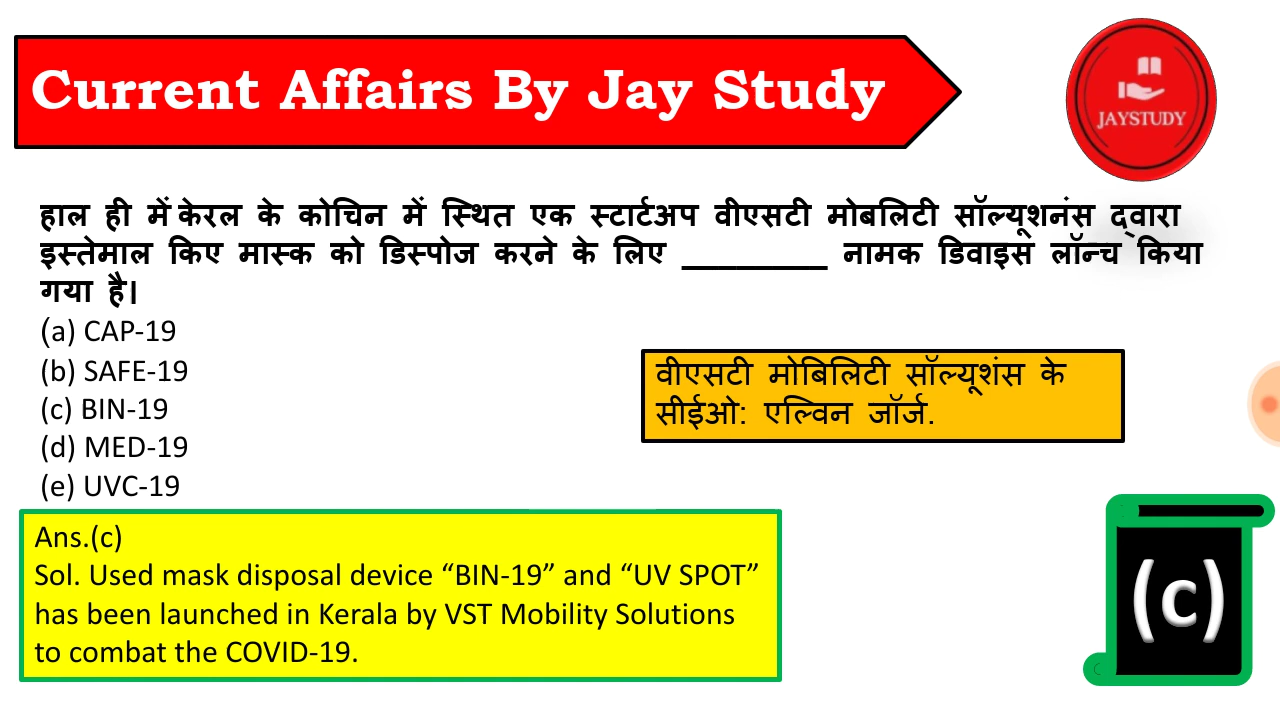 Current Affairs By Jay Study
JAYSTUDY
हाल ही में केरल के कोचिन में स्थित एक स्टार्टअप वीएसटी मोबलिटी सॉल्यूशनंस द्वारा
इस्तेमाल किए मास्क को डिस्पोज करने के लिए _________ नामक डिवाइस लॉन्च किया
गया है।
(a) CAP-19
(b) SAFE-19
(c) BIN-19
(d) MED-19
(e) UVC-19
वीएसटी मोबिलिटी सॉल्यूशंस के
सीईओ: एल्विन जॉर्ज.
Ans.(c)
Sol. Used mask disposal device “BIN-19” and “UV SPOT”
has been launched in Kerala by VST Mobility Solutions
to combat the COVID-19.
(c)